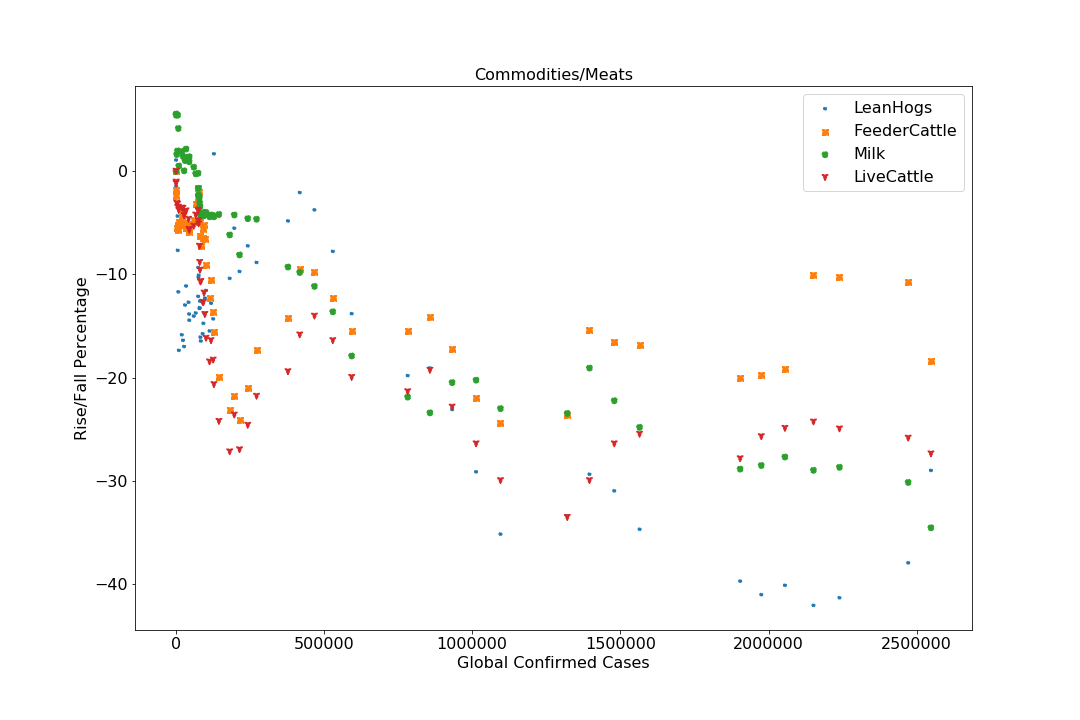 Commodities/Meats
LeanHogs
FeederCattle
Milk
LiveCattle
Rise/Fall Percentage
0
−10
−20
−30
−40
0
500000
1000000
1500000
2000000
2500000
Global Confirmed Cases